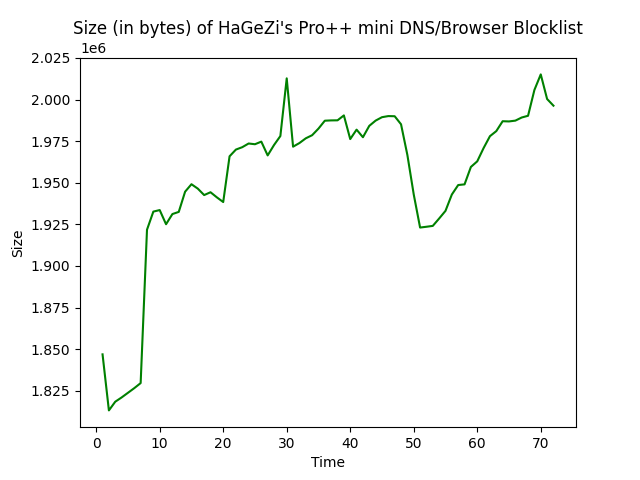 Size (in bytes) of HaGeZi's Pro++ mini DNS/Browser Blocklist
1e6
2.025
2.000
1.975
1.950
1.925
1.900
1.875
1.850
1.825
Size
0 10 20 30 40 50 60 70
Time